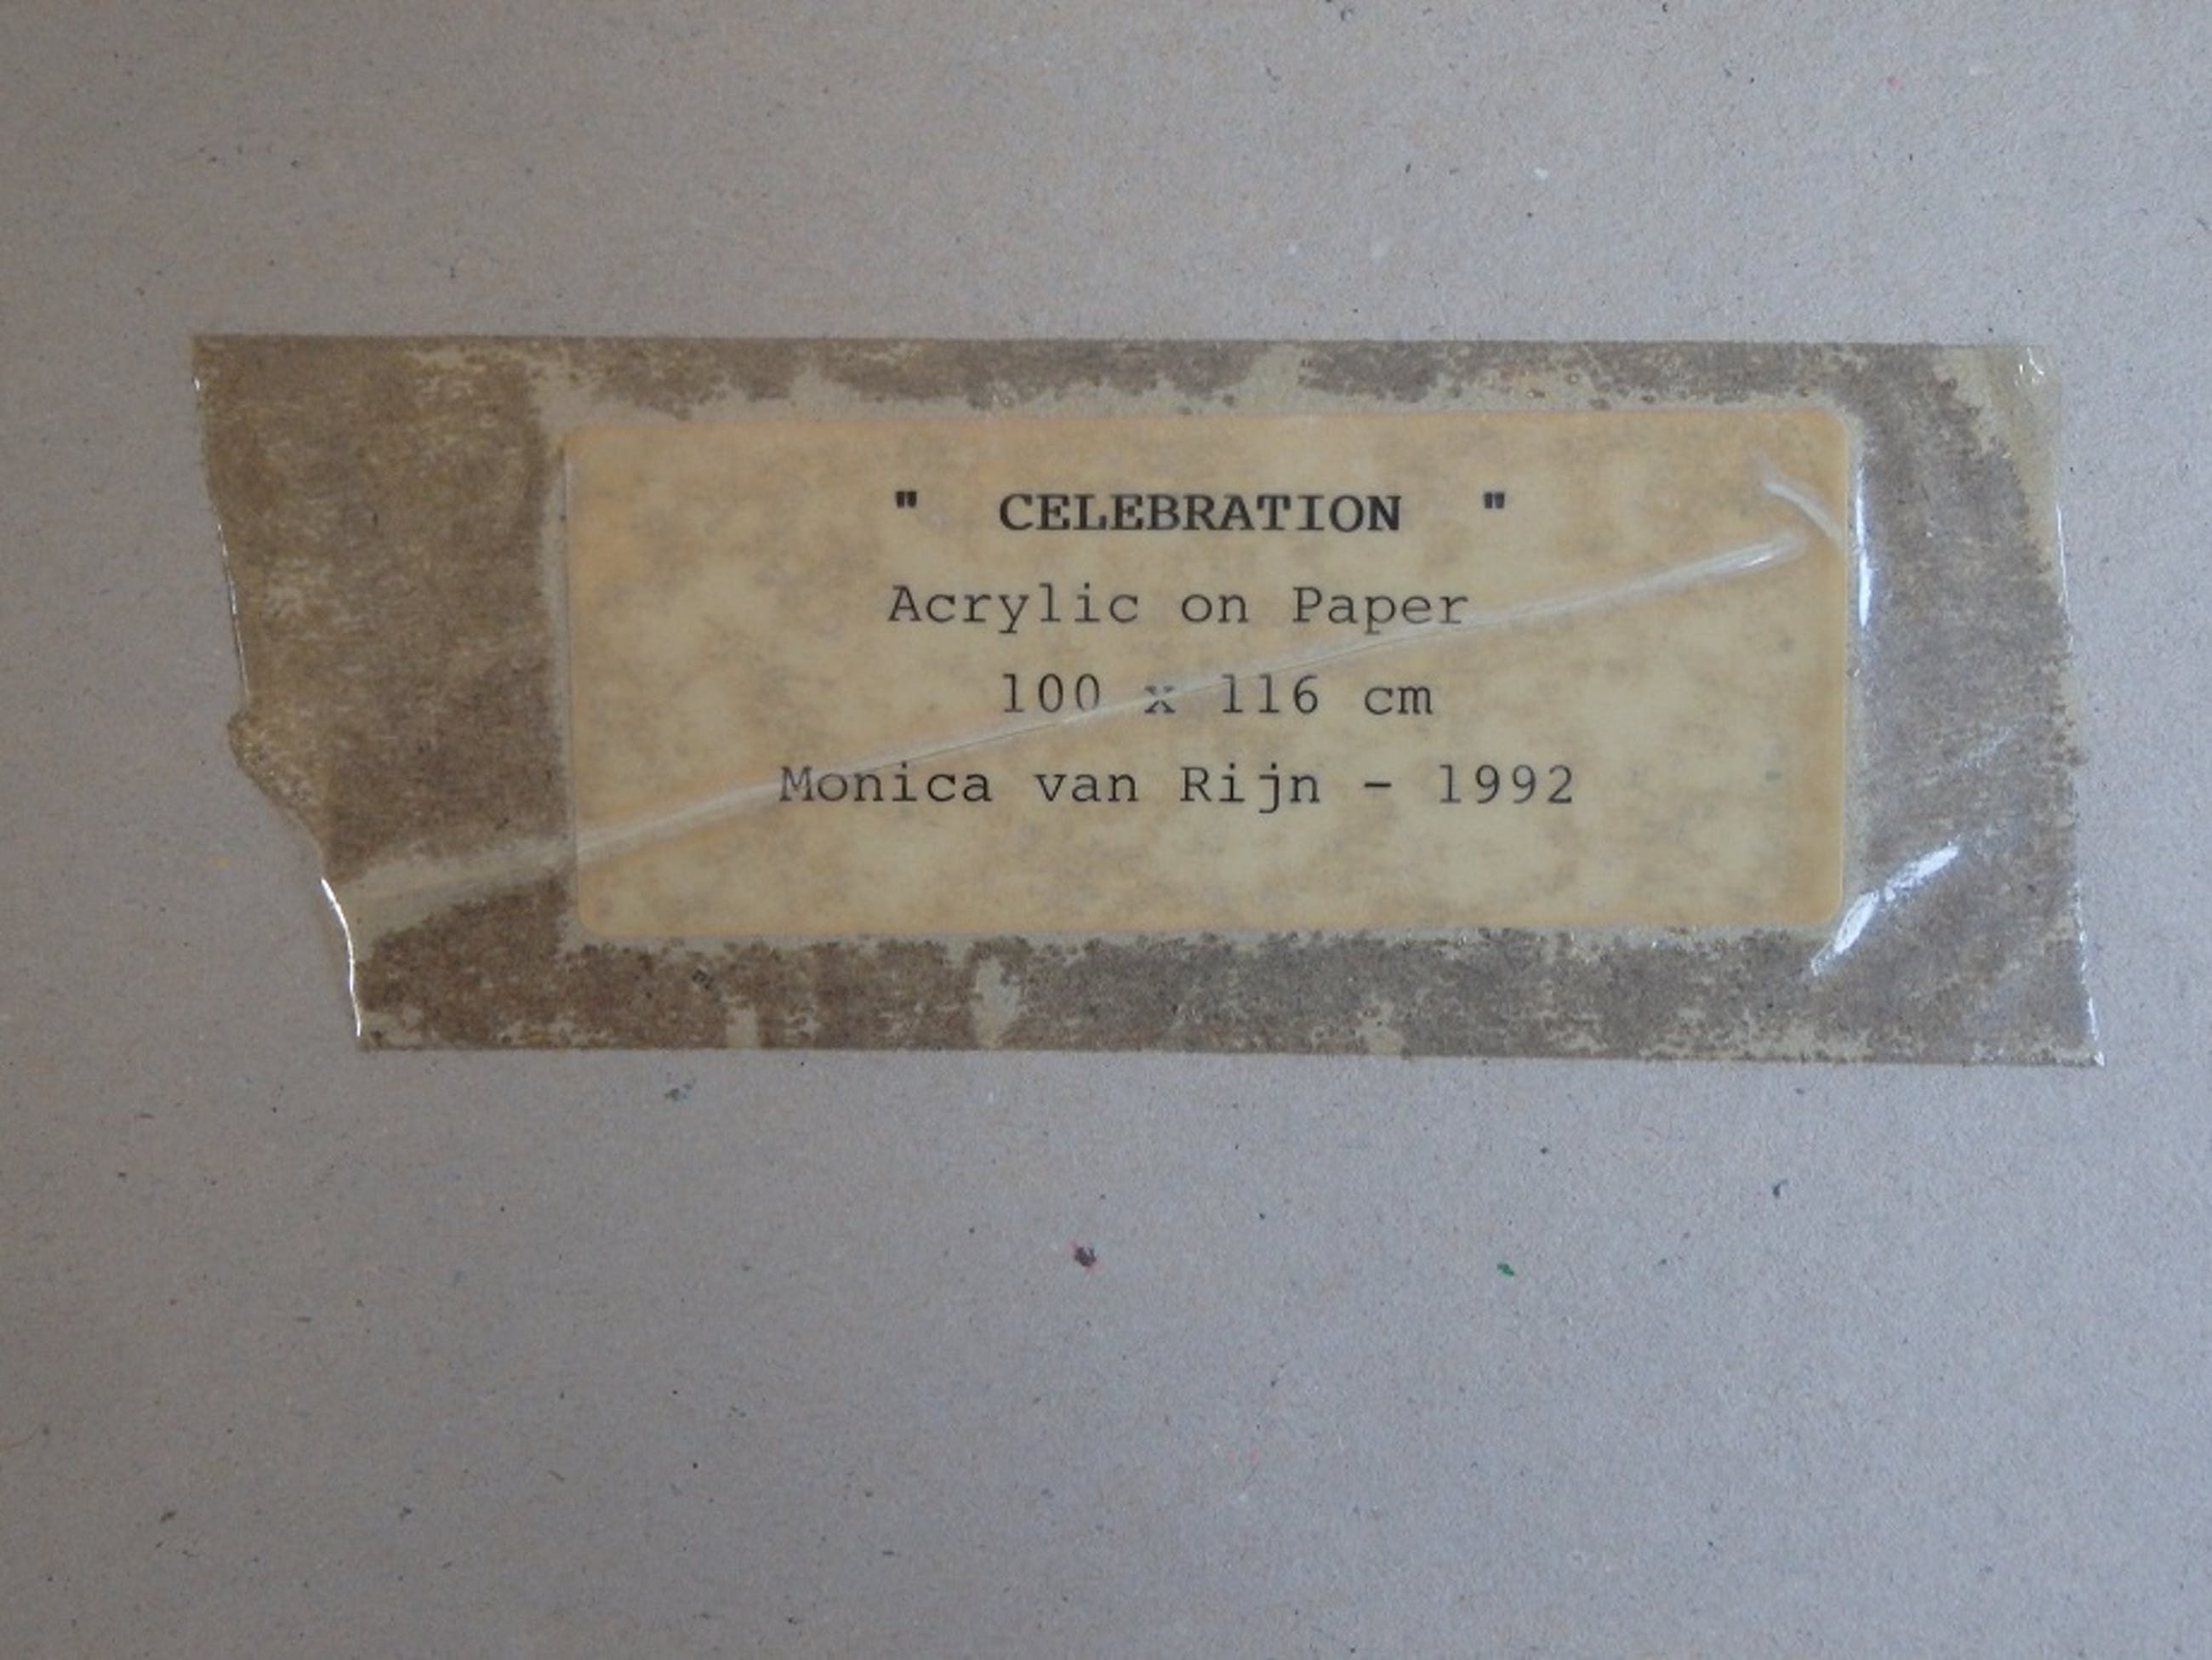 " CELEBRATION "
Acrylic on Paper
100 x 116 cm
Monica van Rijn - 1992